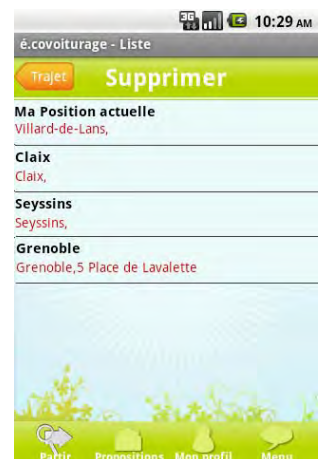 3G 10:29 AM
é.covoiturage - Liste
Trajet Supprimer
Ma Position actuelle
Villard-de-Lans,
Claix
Claix,
Seyssins
Seyssins,
Grenoble
Grenoble,5 Place de Lavalette
Partir Propositions Mon profil Menu